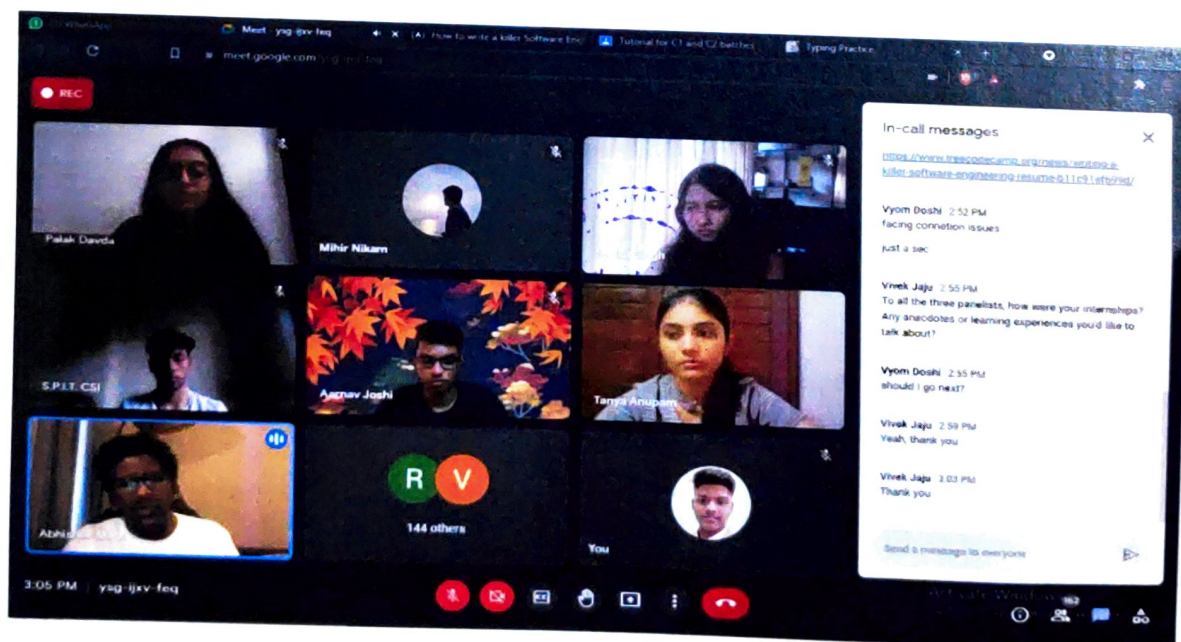 WhatsApp
Meet - ysg-ijxv-feq
(A) How to write a killer Software Eng
Tutorial for C1 and C2 batches
Typing Practice
meet.google.com/ysg-ijxv-feq
REC
Palak Davda
Mihir Nikam
S.P.I.T. CSI
Aarnav Joshi
Tanya Anupam
R
V
144 others
You
3:05 PM | ysg-ijxv-feq
In-call messages
Vyom Doshi 2:52 PM
facing connetion issues
just a sec
Vivek Jaju 2:55 PM
To all the three panelists, how were your internships?
Any anecdotes or learning experiences you'd like to
talk about?
Vyom Doshi 2:55 PM
should I go next?
Vivek Jaju 2:59 PM
Yeah, thank you
Vivek Jaju 3:03 PM
Thank you
Send a message to everyone
Activate Windows
162